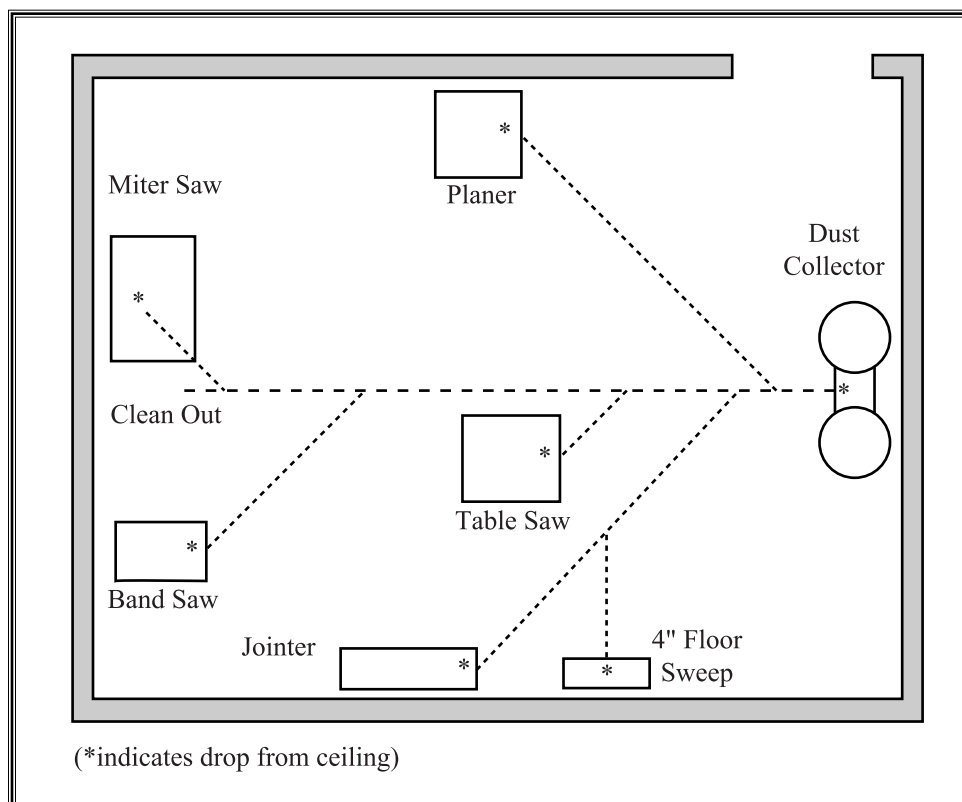 Miter Saw
*
Planer
*
Dust
Collector
*
Clean Out
*
Table Saw
*
Band Saw
Jointer
*
4" Floor
Sweep
*
(*indicates drop from ceiling)